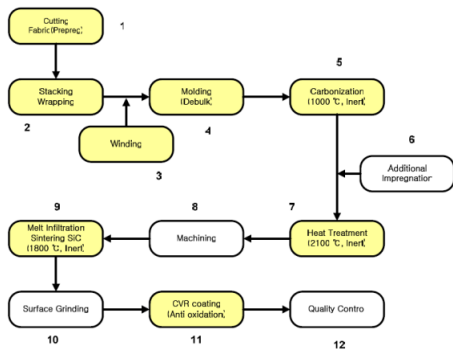 Cutting
Fabric(Prepreg)
1
Stacking
Wrapping
2
Winding
3
Molding
(Debulk)
4
5
Carbonization
(1000 ℃, Inert)
6
Additional
Impregnation
7
Heat Treatment
(2100 ℃, Inert)
8
Machining
9
Melt Infiltration
Sintering SiC
(1800 ℃, Inert)
Surface Grinding
10
CVR coating
(Anti oxidation)
11
Quality Contro
12